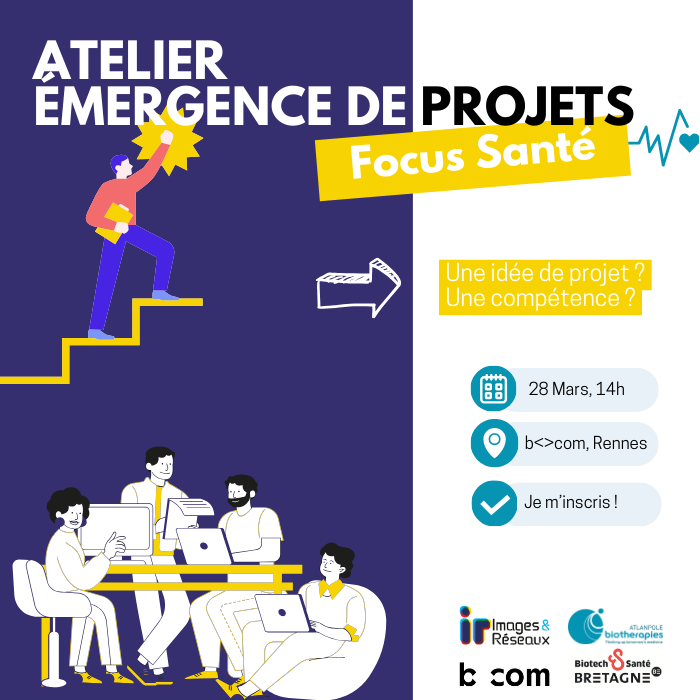 ATELIER
ÉMERGENCE DE PROJETS
Focus Santé
Une idée de projet ?
Une compétence ?
28 Mars, 14h
b<>com, Rennes
Je m'inscris !
Images &
Réseaux
ATLANPOLE
biotherapies
b com
Biotech Santé
BRETAGNE